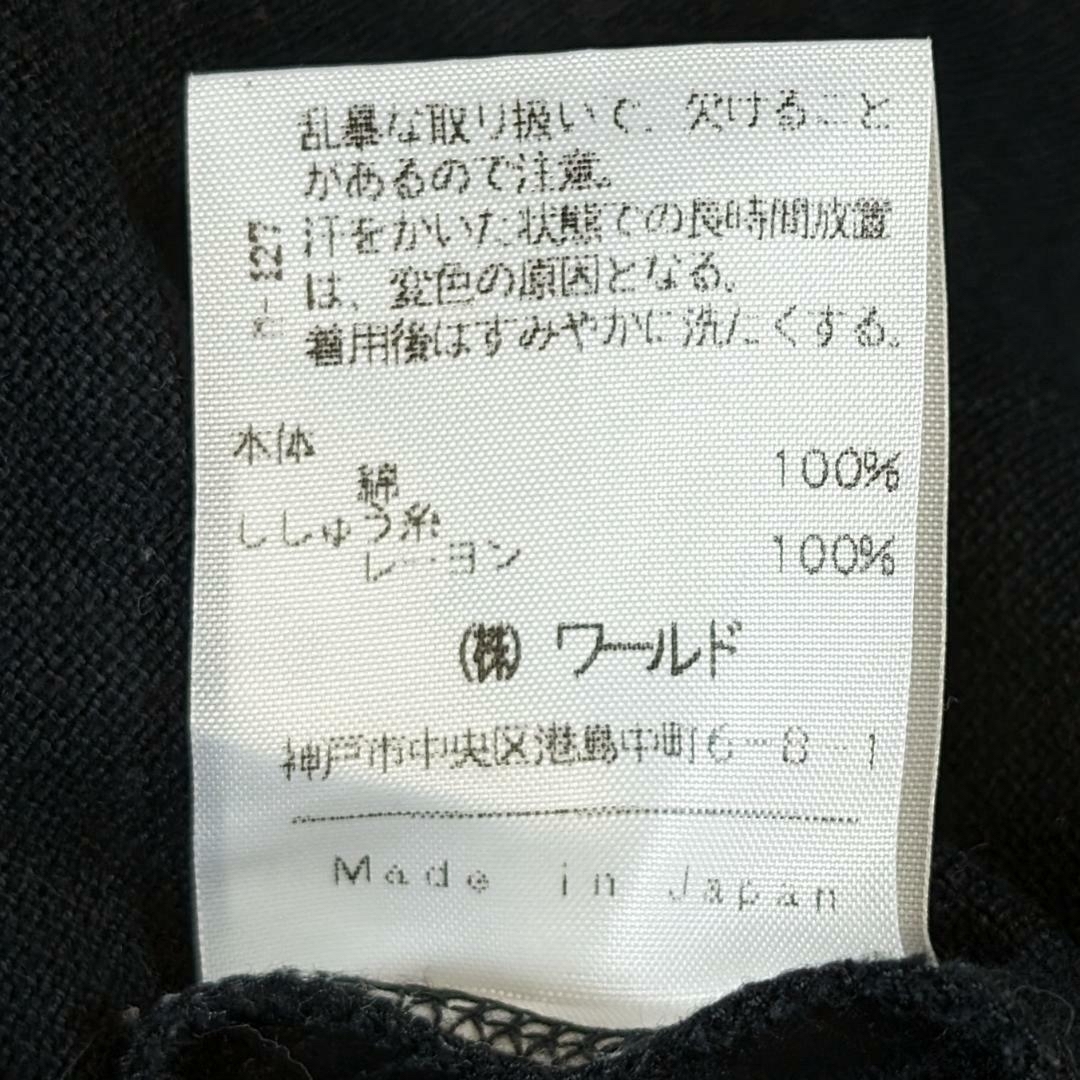 乱暴な取り扱いで、欠けること
があるので注意。
汗をかいた状態での長時間放置
は、変色の原因となる。
着用後はすみやかに洗たくする。
本体
綿 100%
ししゅう糸
レーヨン 100%
(株) ワールド
神戸市中央区港島中町6-8-1
Made in Japan